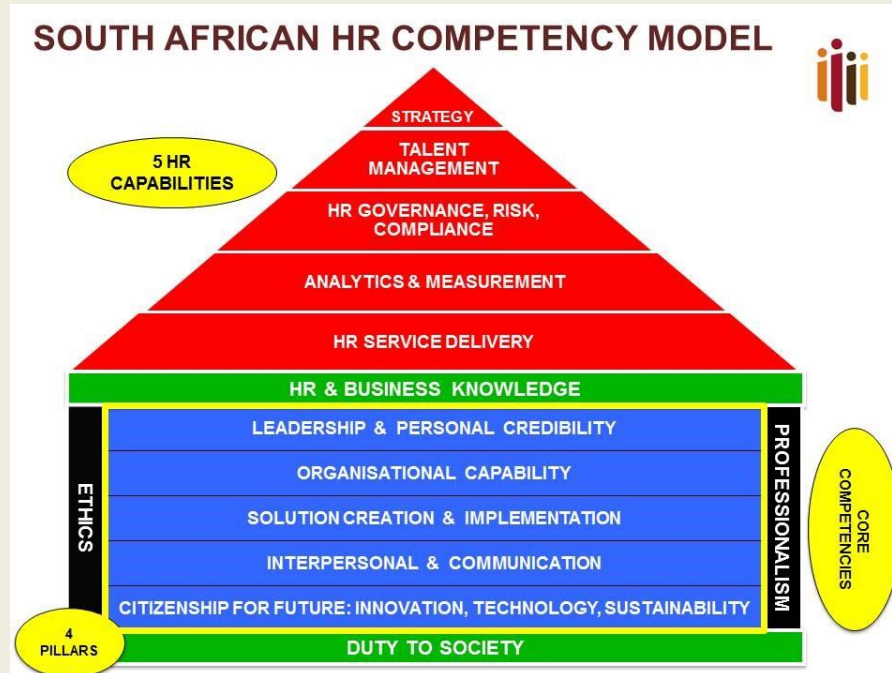 SOUTH AFRICAN HR COMPETENCY MODEL
STRATEGY
5 HR
CAPABILITIES
TALENT
MANAGEMENT
HR GOVERNANCE, RISK,
COMPLIANCE
ANALYTICS & MEASUREMENT
HR SERVICE DELIVERY
HR & BUSINESS KNOWLEDGE
ETHICS
LEADERSHIP & PERSONAL CREDIBILITY
ORGANISATIONAL CAPABILITY
SOLUTION CREATION & IMPLEMENTATION
INTERPERSONAL & COMMUNICATION
CITIZENSHIP FOR FUTURE: INNOVATION, TECHNOLOGY, SUSTAINABILITY
PROFESSIONALISM
CORE
COMPETENCIES
4
PILLARS
DUTY TO SOCIETY